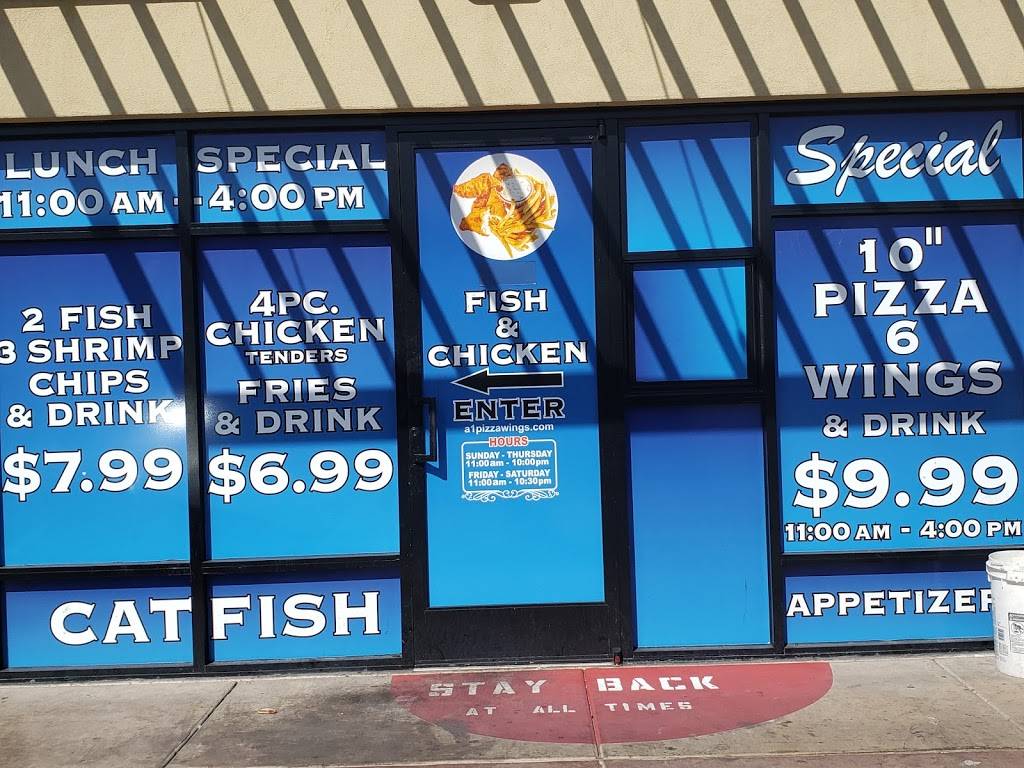 LUNCH SPECIAL
11:00 AM - 4:00 PM
2 FISH
3 SHRIMP
CHIPS
& DRINK
$7.99
4PC.
CHICKEN
TENDERS
FRIES
& DRINK
$6.99
CATFISH
FISH
&
CHICKEN
ENTER
a1pizzawings.com
HOURS
SUNDAY - THURSDAY
11:00am - 10:00pm
FRIDAY - SATURDAY
11:00am - 10:30pm
Special
10"
PIZZA
6
WINGS
& DRINK
$9.99
11:00 AM - 4:00 PM
APPETIZER
STAY BACK
AT ALL TIMES